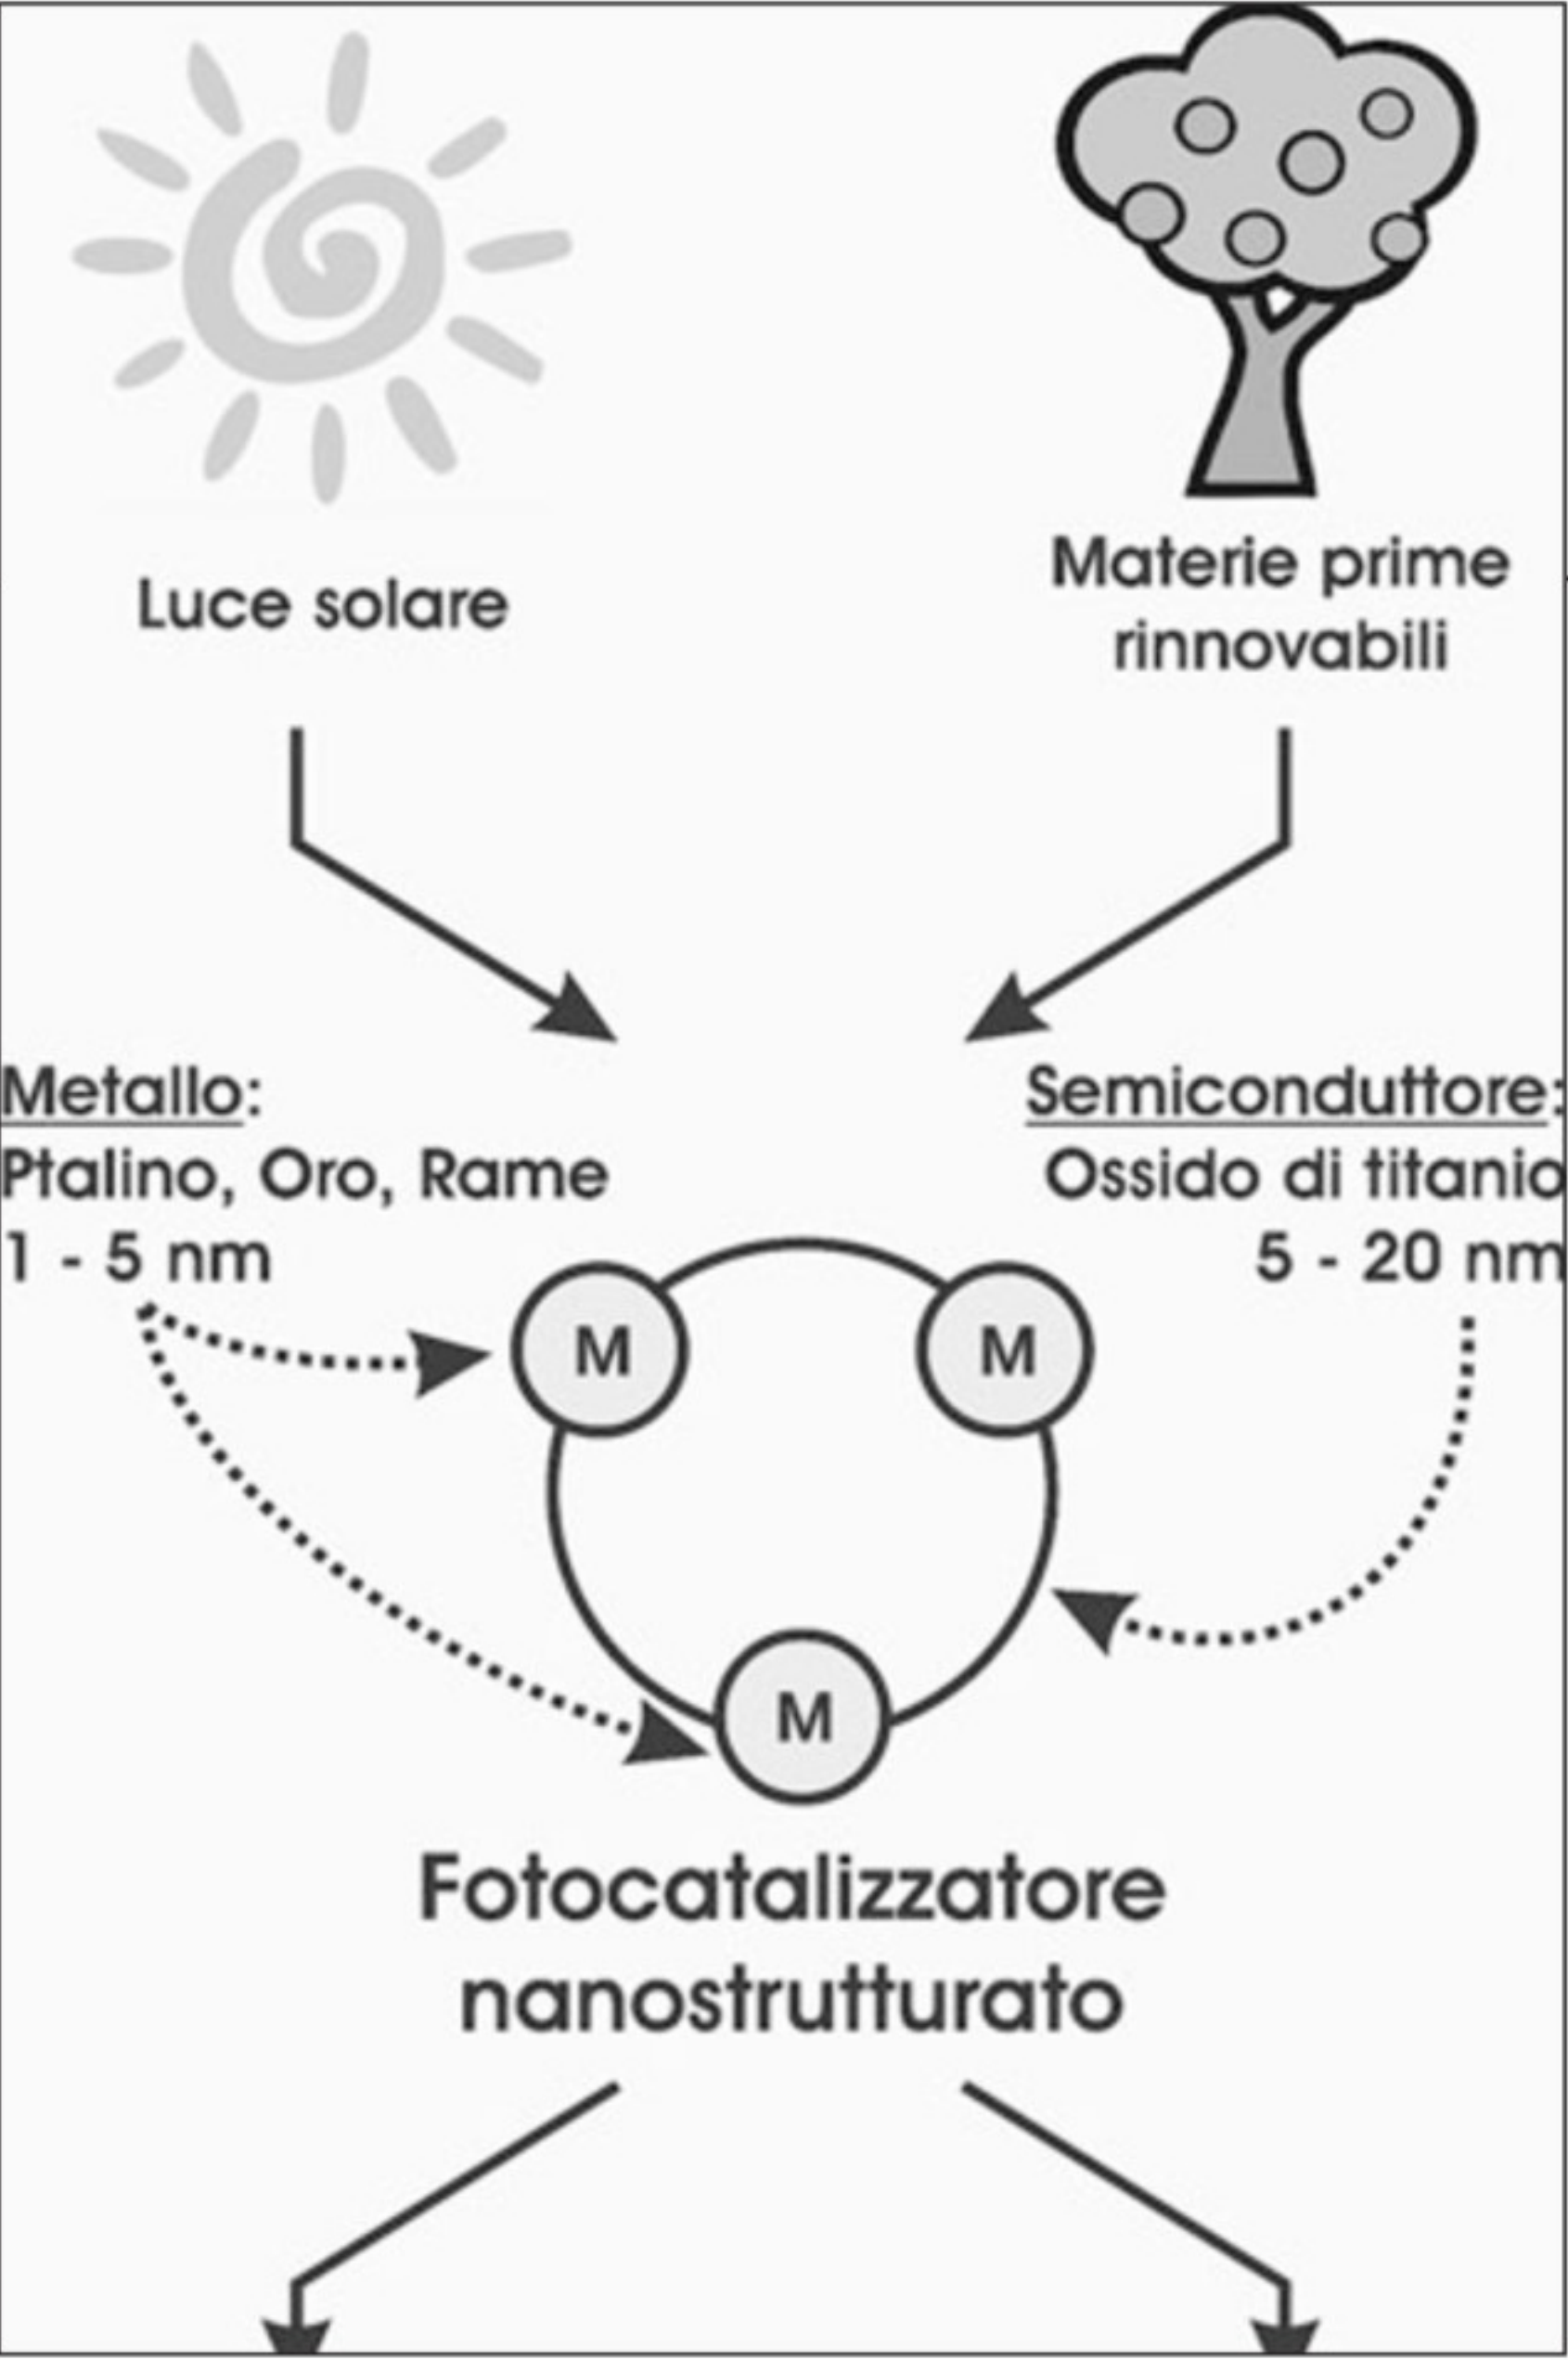 Luce solare
Materie prime
rinnovabili
Metallo:
Ptalino, Oro, Rame
1 - 5 nm
Semiconduttore:
Ossido di titanio
5 - 20 nm
M
M
M
Fotocatalizzatore
nanostrutturato